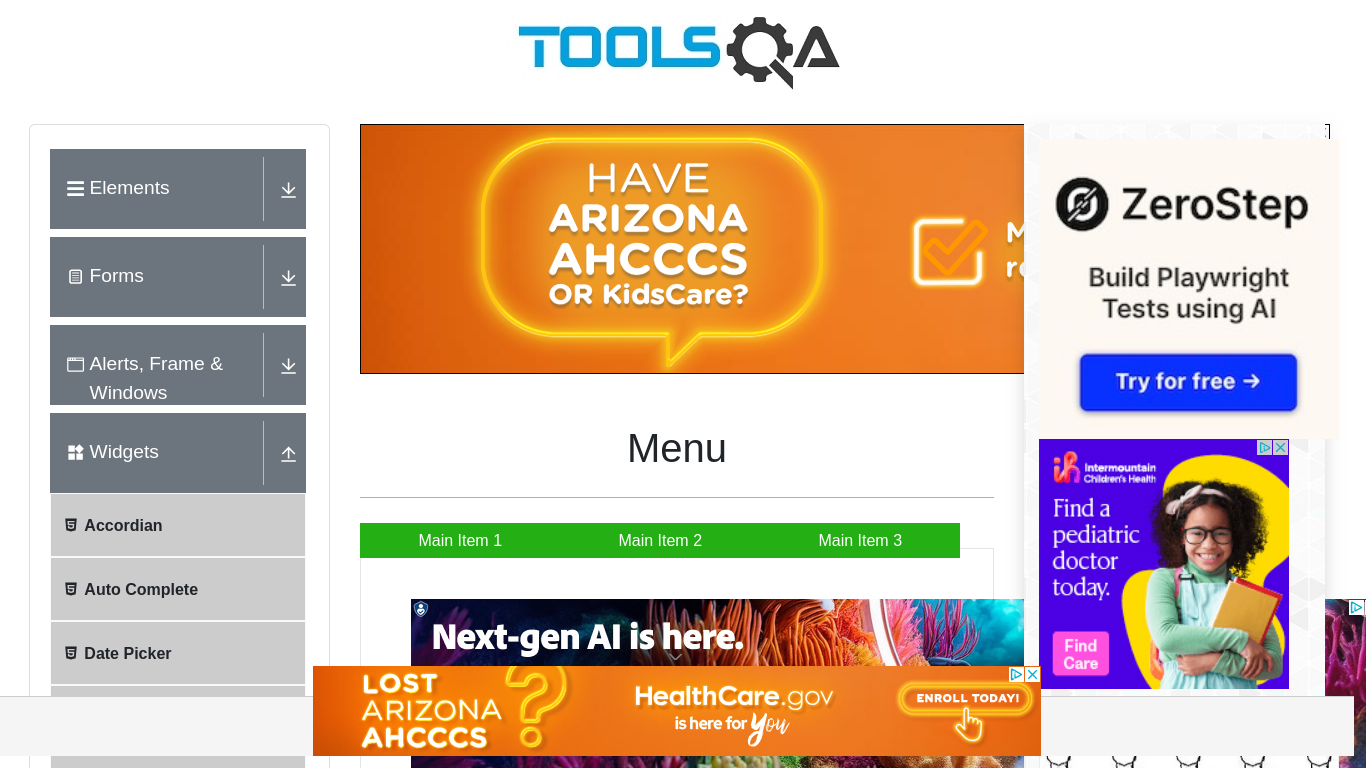 TOOLSQA
Elements
Forms
Alerts, Frame &
Windows
Widgets
Accordian
Auto Complete
Date Picker
HAVE
ARIZONA
AHCCCS
OR KidsCare?
Menu
Main Item 1
Main Item 2
Main Item 3
Next-gen AI is here.
ZeroStep
Build Playwright
Tests using AI
Try for free →
Intermountain
Children's Health
Find a
pediatric
doctor
today.
Find
Care
LOST
ARIZONA
AHCCCS
?
HealthCare.gov
is here for You
ENROLL TODAY!